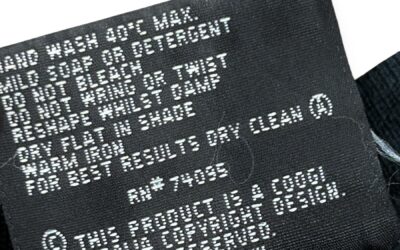 HAND WASH 40°C MAX.
MILD SOAP OR DETERGENT
DO NOT BLEACH
DO NOT WRING OR TWIST
RESHAPE WHILST DAMP
DRY FLAT IN SHADE
WARM IRON
FOR BEST RESULTS DRY CLEAN Ⓐ
RN# 74095
© THIS PRODUCT IS A COOGI
COPYRIGHT DESIGN.